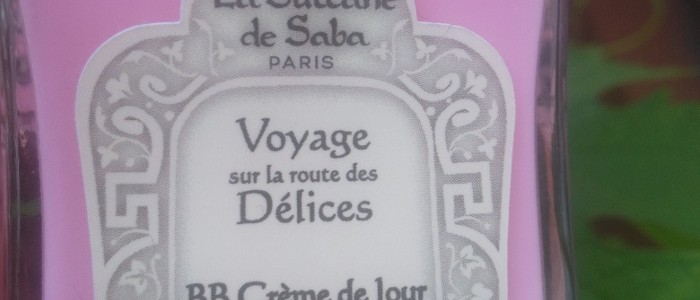 La Sultane
de Saba
PARIS
Voyage
sur la route des
Délices
BB Crème de Jour